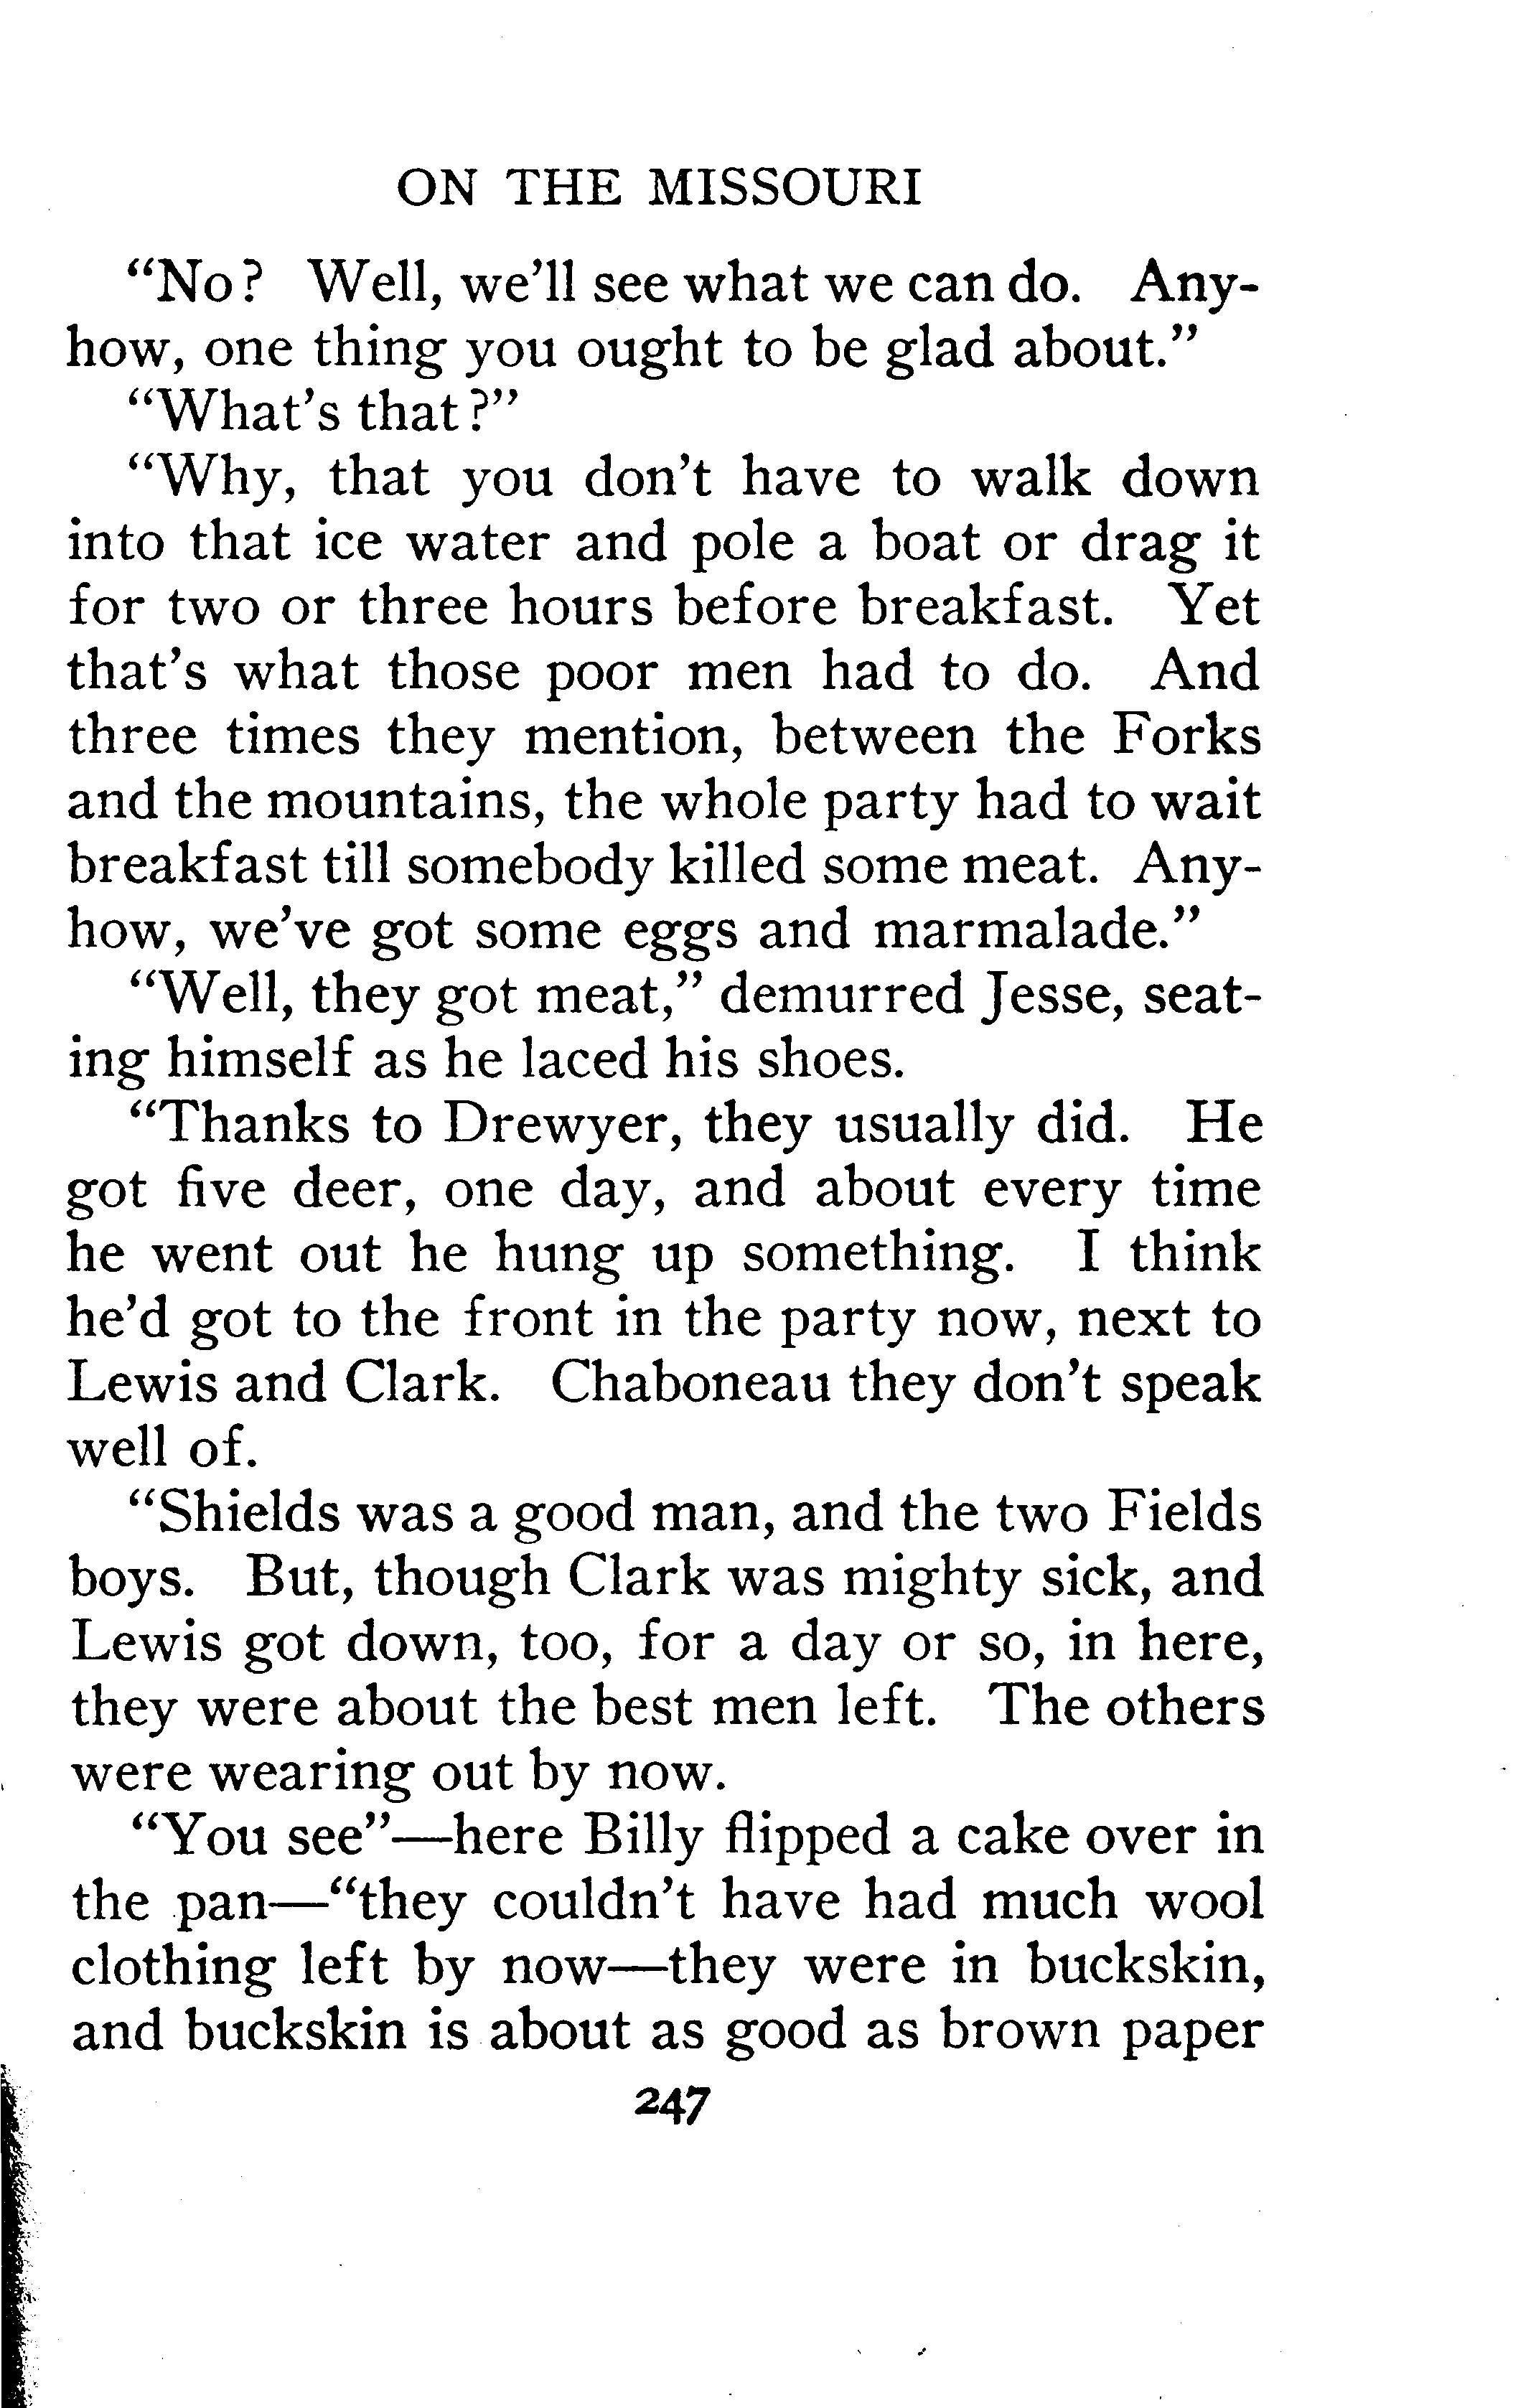 ON THE MISSOURI
“No? Well, we’ll see what we can do. Any-
how, one thing you ought to be glad about.”
“What’s that?”
“Why, that you don’t have to walk down
into that ice water and pole a boat or drag it
for two or three hours before breakfast. Yet
that’s what those poor men had to do. And
three times they mention, between the Forks
and the mountains, the whole party had to wait
breakfast till somebody killed some meat. Any-
how, we’ve got some eggs and marmalade.”
“Well, they got meat,” demurred Jesse, seat-
ing himself as he laced his shoes.
“Thanks to Drewyer, they usually did. He
got five deer, one day, and about every time
he went out he hung up something. I think
he’d got to the front in the party now, next to
Lewis and Clark. Chaboneau they don’t speak
well of.
“Shields was a good man, and the two Fields
boys. But, though Clark was mighty sick, and
Lewis got down, too, for a day or so, in here,
they were about the best men left. The others
were wearing out by now.
“You see”—here Billy flipped a cake over in
the pan—“they couldn’t have had much wool
clothing left by now—they were in buckskin,
and buckskin is about as good as brown paper
247